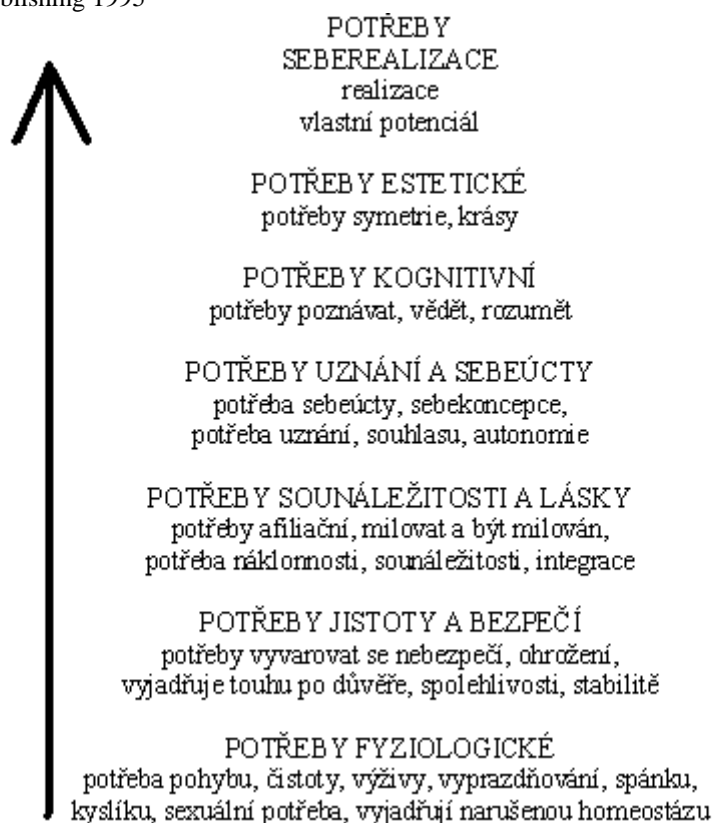 blishing 1995
POTŘEBY
SEBEREALIZACE
realizace
vlastní potenciál
POTŘEBY ESTETICKÉ
potřeby symetrie, krásy
POTŘEBY KOGNITIVNÍ
potřeby poznávat, vědět, rozumět
POTŘEBY UZNÁNÍ A SEBEÚCTY
potřeba sebeúcty, sebekoncepce,
potřeba uznání, souhlasu, autonomie
POTŘEBY SOUNÁLEŽITOSTI A LÁSKY
potřeby afiliační, milovat a být milován,
potřeba náklonnosti, sounáležitosti, integrace
POTŘEBY JISTOTY A BEZPEČÍ
potřeby vyvarovat se nebezpečí, ohrožení,
vyjadřuje touhu po důvěře, spolehlivosti, stabilitě
POTŘEBY FYZIOLOGICKÉ
potřeba pohybu, čistoty, výživy, vyprazdňování, spánku,
kyslíku, sexuální potřeba, vyjadřují narušenou homeostázu